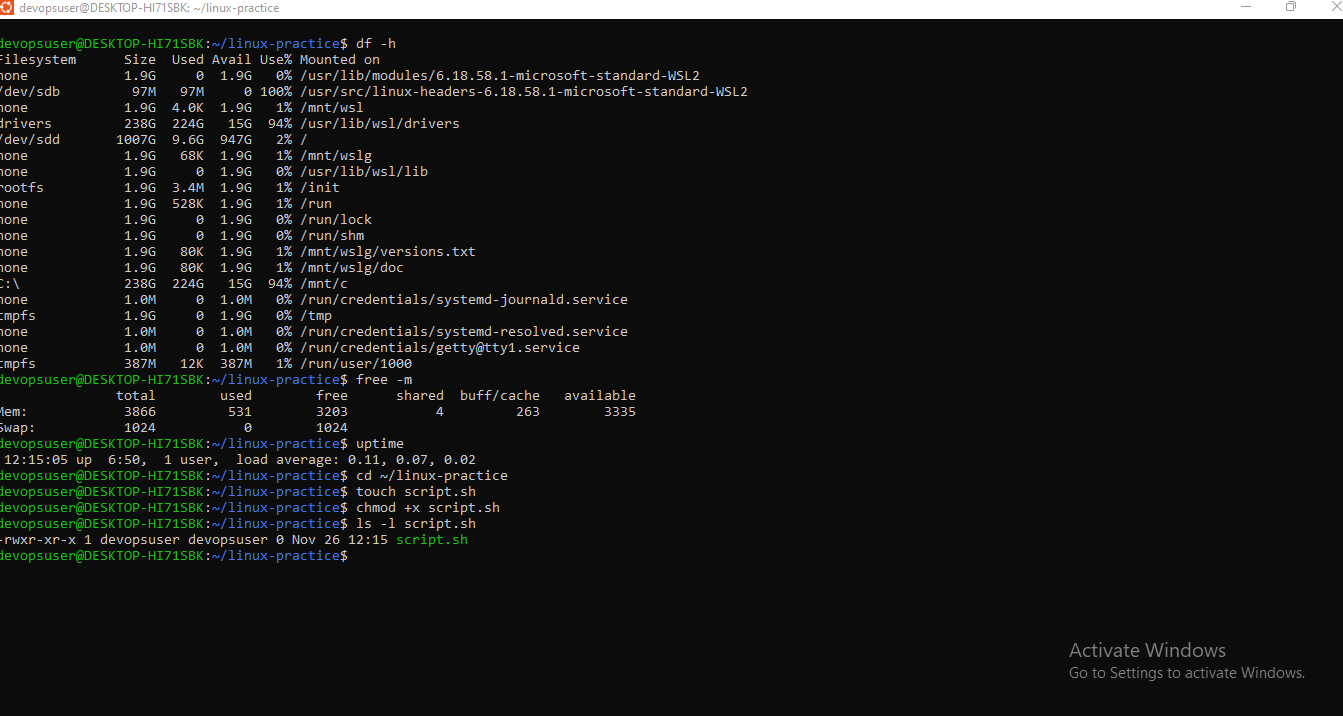 devopsuser@DESKTOP-HI71SBK: ~/linux-practice
devopsuser@DESKTOP-HI71SBK:~/linux-practice$ df -h
Filesystem      Size  Used Avail Use% Mounted on
none            1.9G     0  1.9G   0% /usr/lib/modules/6.18.58.1-microsoft-standard-WSL2
/dev/sdb         97M   97M     0 100% /usr/src/linux-headers-6.18.58.1-microsoft-standard-WSL2
none            1.9G  4.0K  1.9G   1% /mnt/wsl
drivers         238G  224G   15G  94% /usr/lib/wsl/drivers
/dev/sdd       1007G  9.6G  947G   2% /
none            1.9G   68K  1.9G   1% /mnt/wslg
none            1.9G     0  1.9G   0% /usr/lib/wsl/lib
rootfs          1.9G  3.4M  1.9G   1% /init
none            1.9G  528K  1.9G   1% /run
none            1.9G     0  1.9G   0% /run/lock
none            1.9G     0  1.9G   0% /run/shm
none            1.9G   80K  1.9G   1% /mnt/wslg/versions.txt
none            1.9G   80K  1.9G   1% /mnt/wslg/doc
C:\             238G  224G   15G  94% /mnt/c
none            1.0M     0  1.0M   0% /run/credentials/systemd-journald.service
tmpfs           1.9G     0  1.9G   0% /tmp
none            1.0M     0  1.0M   0% /run/credentials/systemd-resolved.service
none            1.0M     0  1.0M   0% /run/credentials/getty@tty1.service
tmpfs           387M   12K  387M   1% /run/user/1000
devopsuser@DESKTOP-HI71SBK:~/linux-practice$ free -m
               total        used        free      shared  buff/cache   available
Mem:            3866         531        3203           4         263        3335
Swap:           1024           0        1024
devopsuser@DESKTOP-HI71SBK:~/linux-practice$ uptime
 12:15:05 up  6:50,  1 user,  load average: 0.11, 0.07, 0.02
devopsuser@DESKTOP-HI71SBK:~/linux-practice$ cd ~/linux-practice
devopsuser@DESKTOP-HI71SBK:~/linux-practice$ touch script.sh
devopsuser@DESKTOP-HI71SBK:~/linux-practice$ chmod +x script.sh
devopsuser@DESKTOP-HI71SBK:~/linux-practice$ ls -l script.sh
-rwxr-xr-x 1 devopsuser devopsuser 0 Nov 26 12:15 script.sh
devopsuser@DESKTOP-HI71SBK:~/linux-practice$
Activate Windows
Go to Settings to activate Windows.